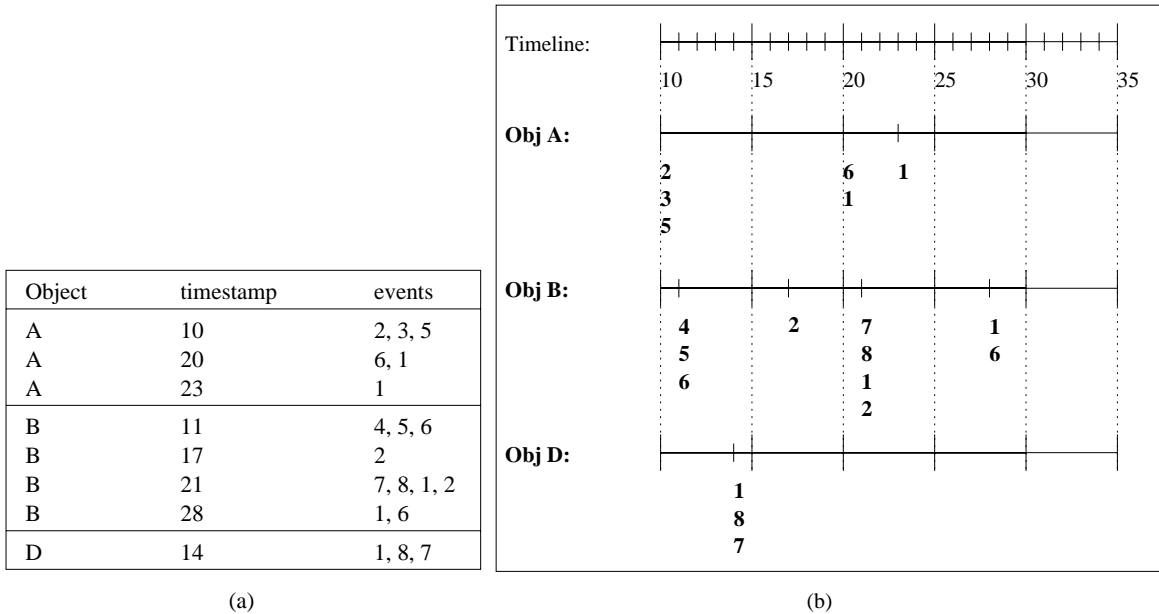 Object timestamp events
A 10 2, 3, 5
A 20 6, 1
A 23 1
B 11 4, 5, 6
B 17 2
B 21 7, 8, 1, 2
B 28 1, 6
D 14 1, 8, 7
(a)
Timeline:
10 15 20 25 30 35
Obj A:
2 6 1
3 1
5
Obj B:
4 2 7 1
5 8 6
6 1
2
Obj D:
1
8
7
(b)